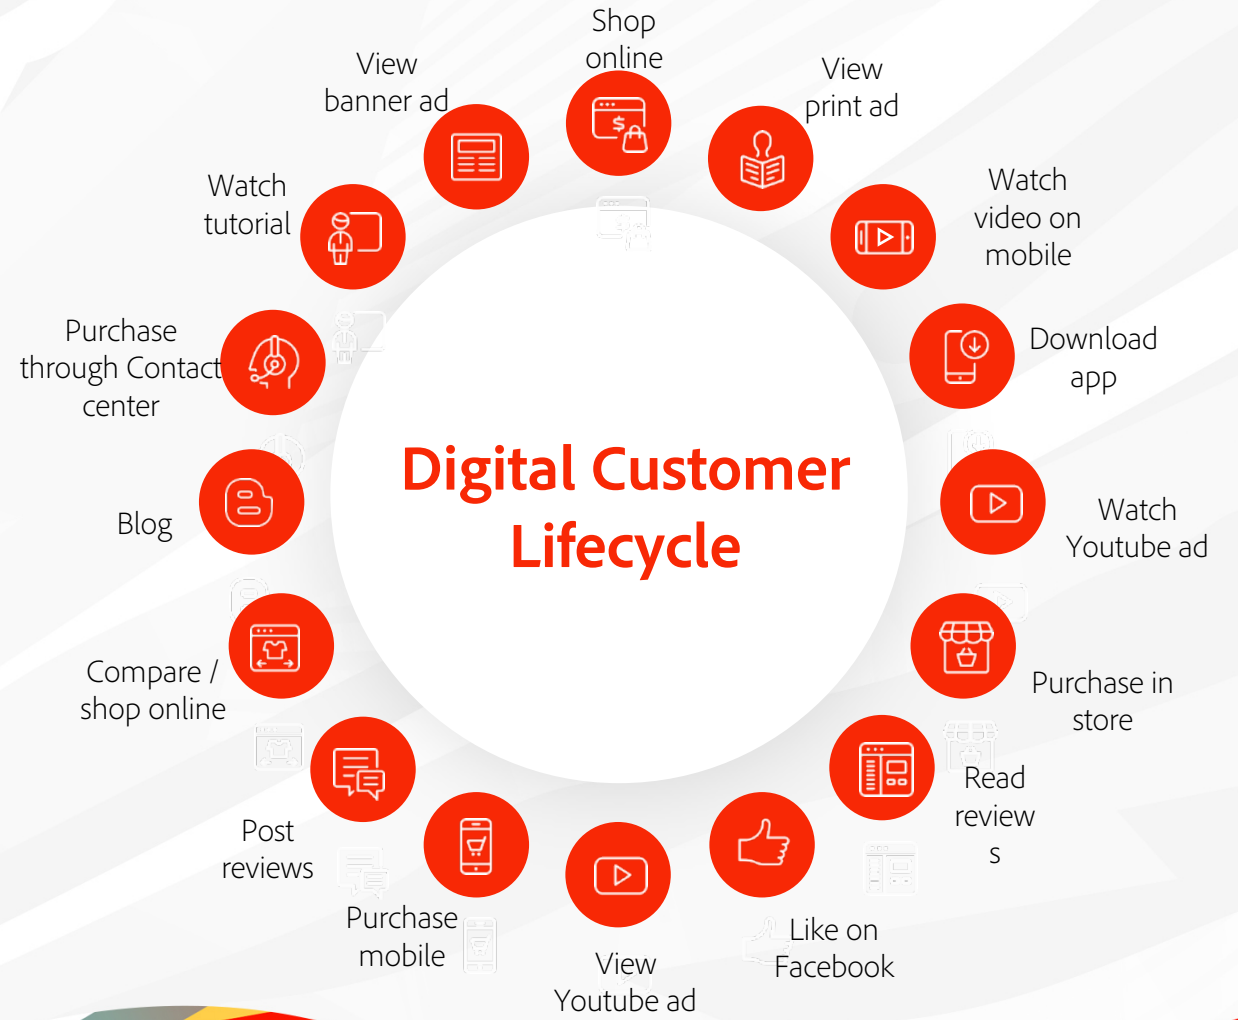 Shop
online
View
print ad
Watch
video on
mobile
Download
app
Watch
Youtube ad
Purchase in
store
Read
review
s
Like on
Facebook
View
Youtube ad
Purchase
mobile
Post
reviews
Compare /
shop online
Blog
Purchase
through Contact
center
Watch
tutorial
View
banner ad
Digital Customer
Lifecycle